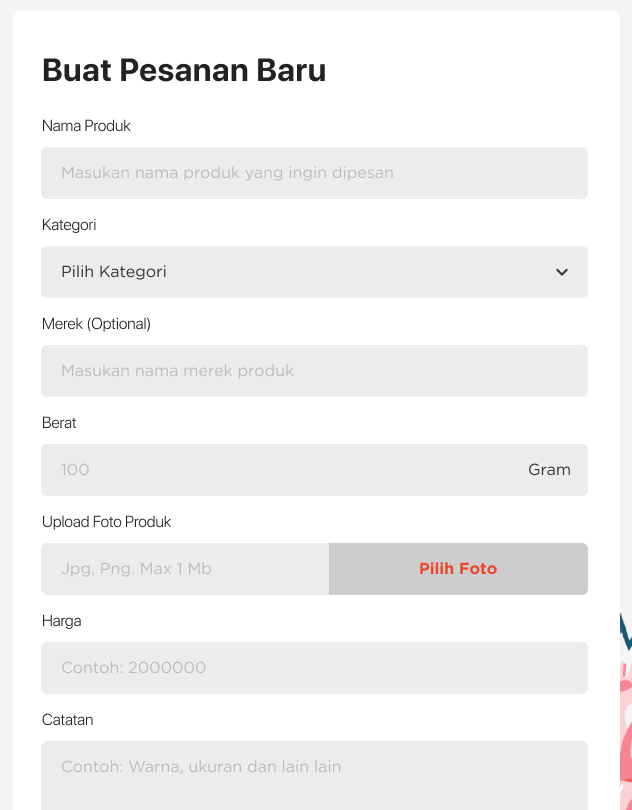 Buat Pesanan Baru
Nama Produk
Masukan nama produk yang ingin dipesan
Kategori
Pilih Kategori
Merek (Optional)
Masukan nama merek produk
Berat
100 Gram
Upload Foto Produk
Jpg, Png. Max 1 Mb Pilih Foto
Harga
Contoh: 2000000
Catatan
Contoh: Warna, ukuran dan lain lain